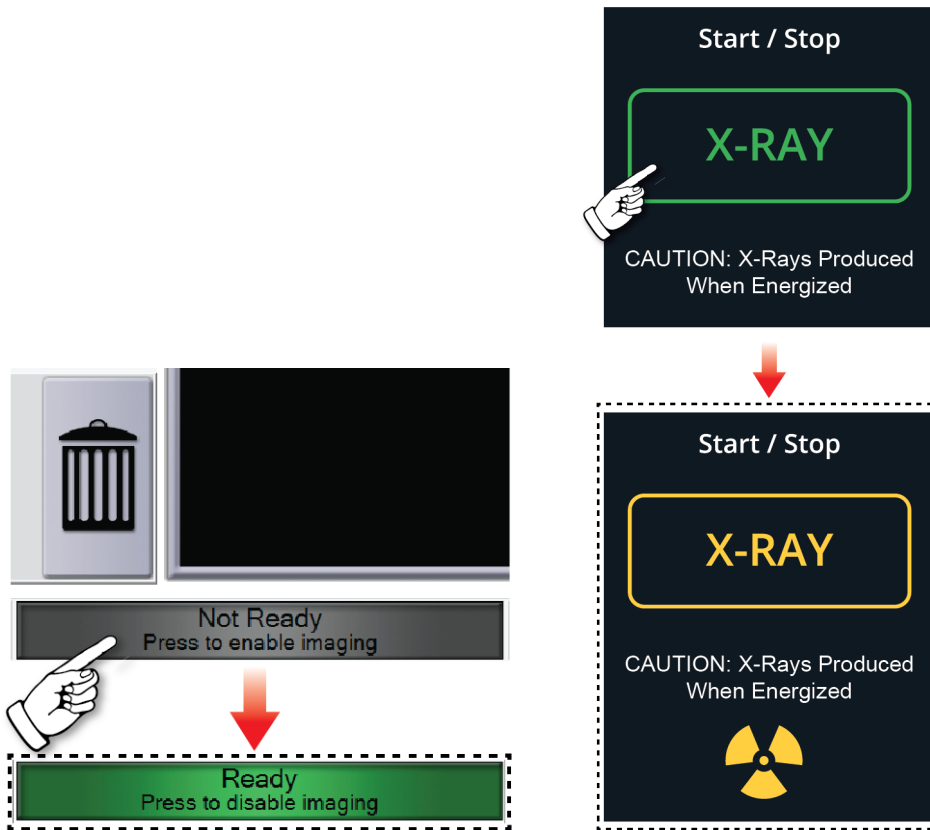 Start / Stop
X-RAY
CAUTION: X-Rays Produced
When Energized
Not Ready
Press to enable imaging
Ready
Press to disable imaging
Start / Stop
X-RAY
CAUTION: X-Rays Produced
When Energized